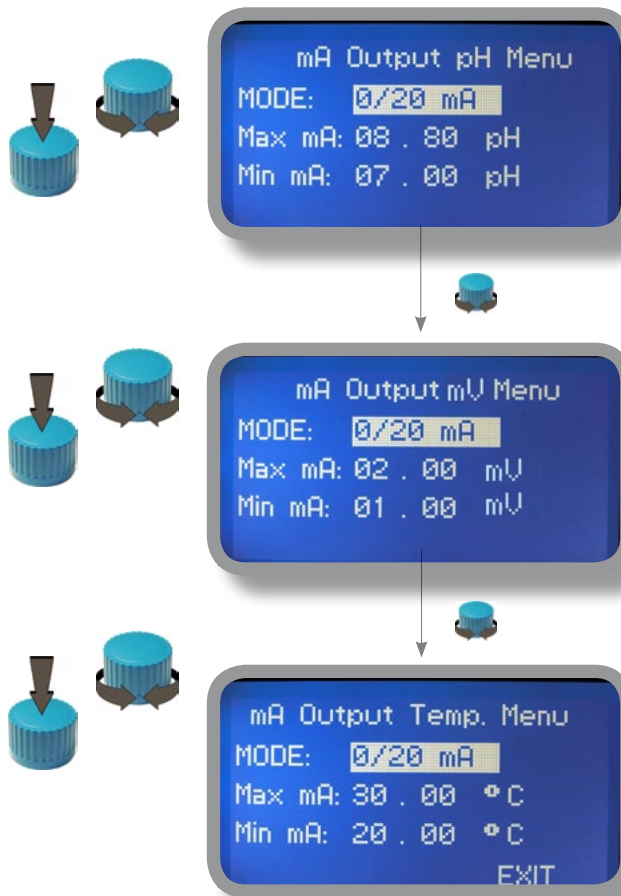 mA Output pH Menu
MODE: 0/20 mA
Max mA: 08 . 80 pH
Min mA: 07 . 00 pH
mA Output mV Menu
MODE: 0/20 mA
Max mA: 02 . 00 mV
Min mA: 01 . 00 mV
mA Output Temp. Menu
MODE: 0/20 mA
Max mA: 30 . 00 °C
Min mA: 20 . 00 °C
EXIT